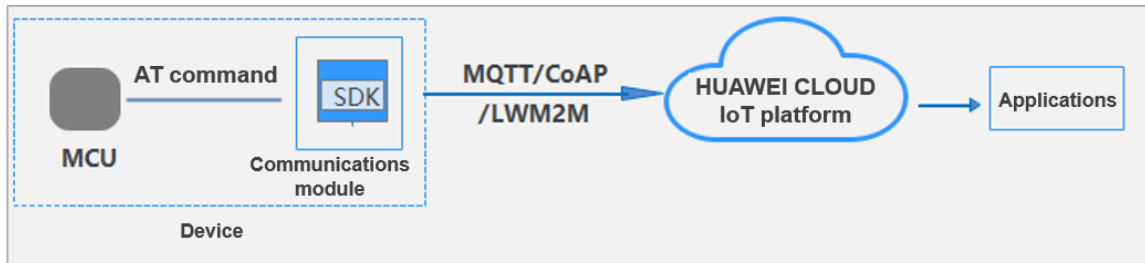 AT command
MCU
SDK
Communications
module
Device
MQTT/CoAP
/LWM2M
HUAWEI CLOUD
IoT platform
Applications